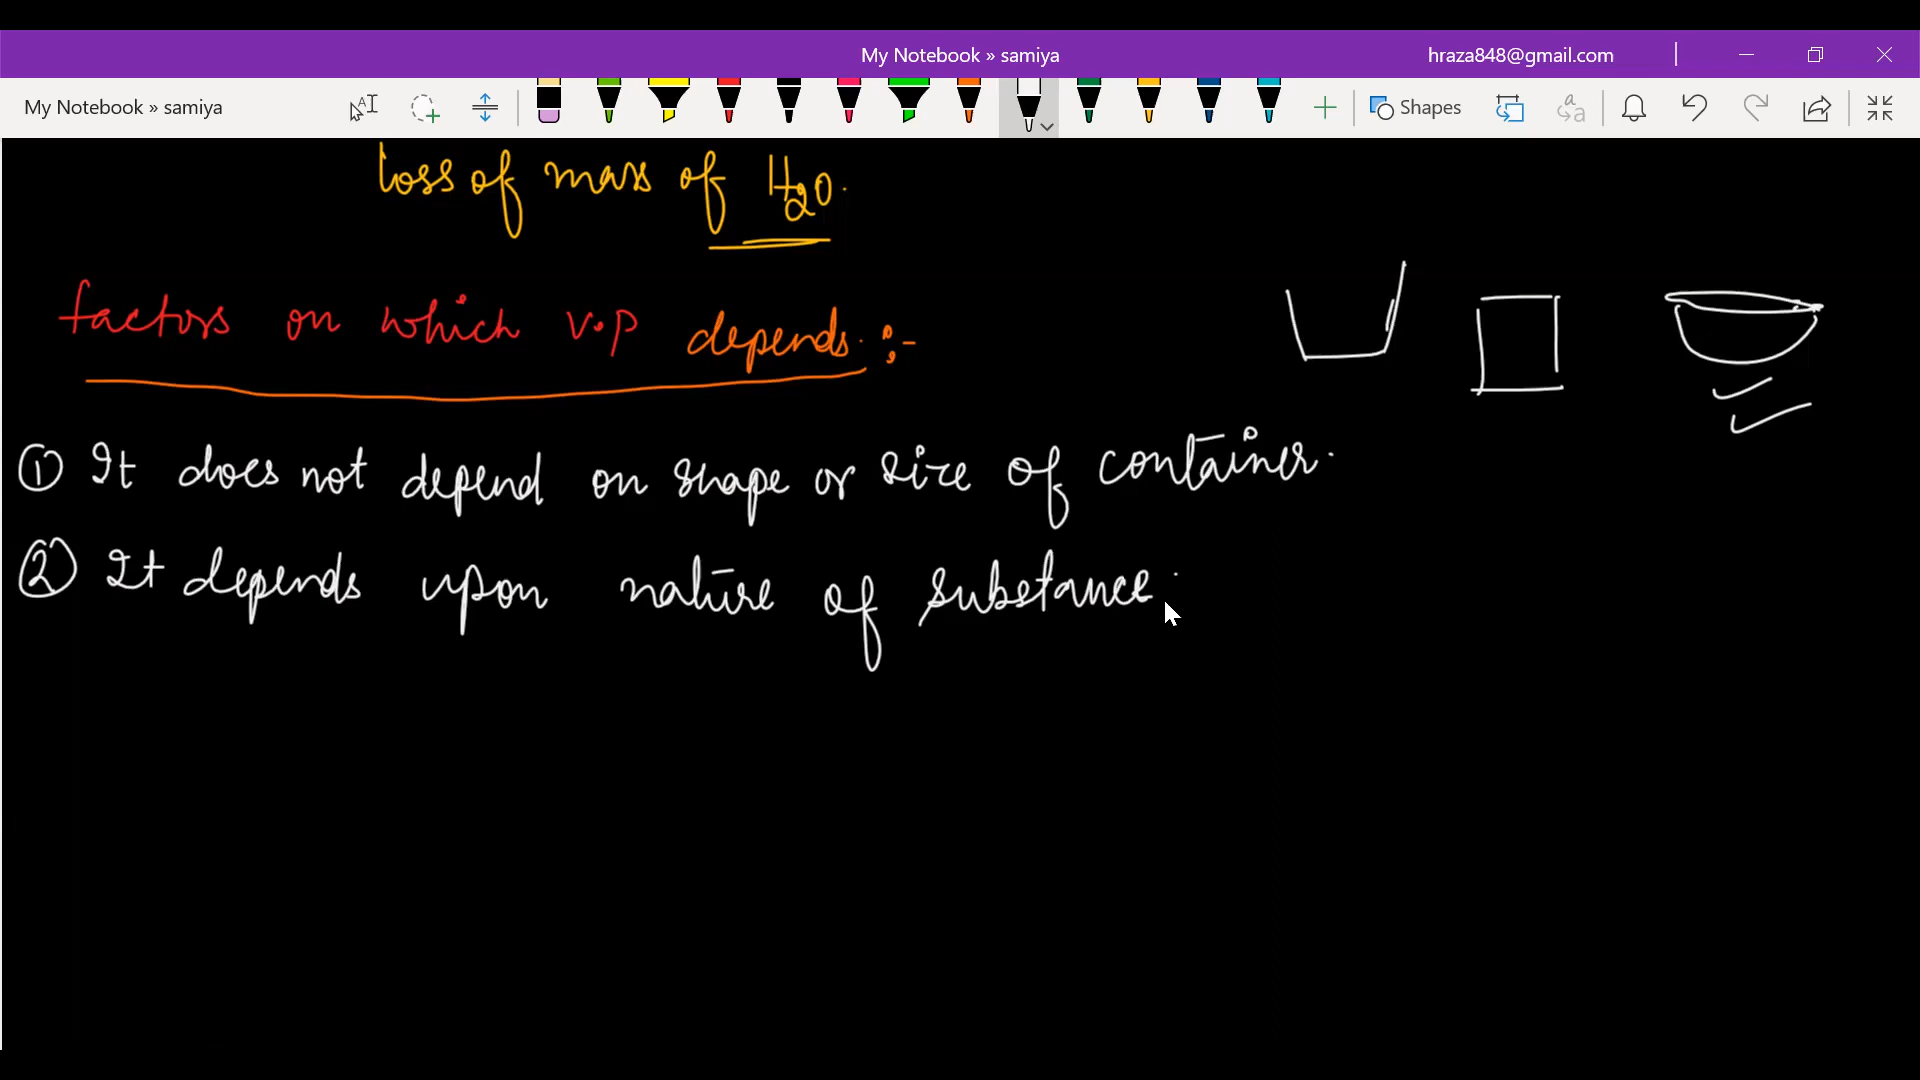 My Notebook » samiya
hraza848@gmail.com
My Notebook » samiya
Shapes
loss of mass of H2O.
factors on which v.p depends :-
① It does not depend on shape or size of container.
② It depends upon nature of substance.